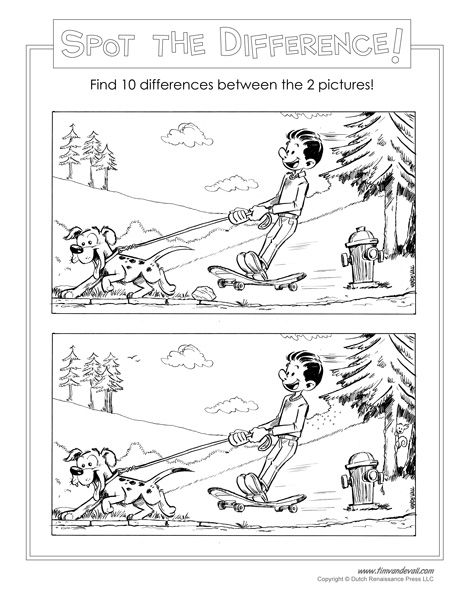 SPOT THE DIFFERENCE!
Find 10 differences between the 2 pictures!
www.timvandevall.com
Copyright © Dutch Renaissance Press LLC